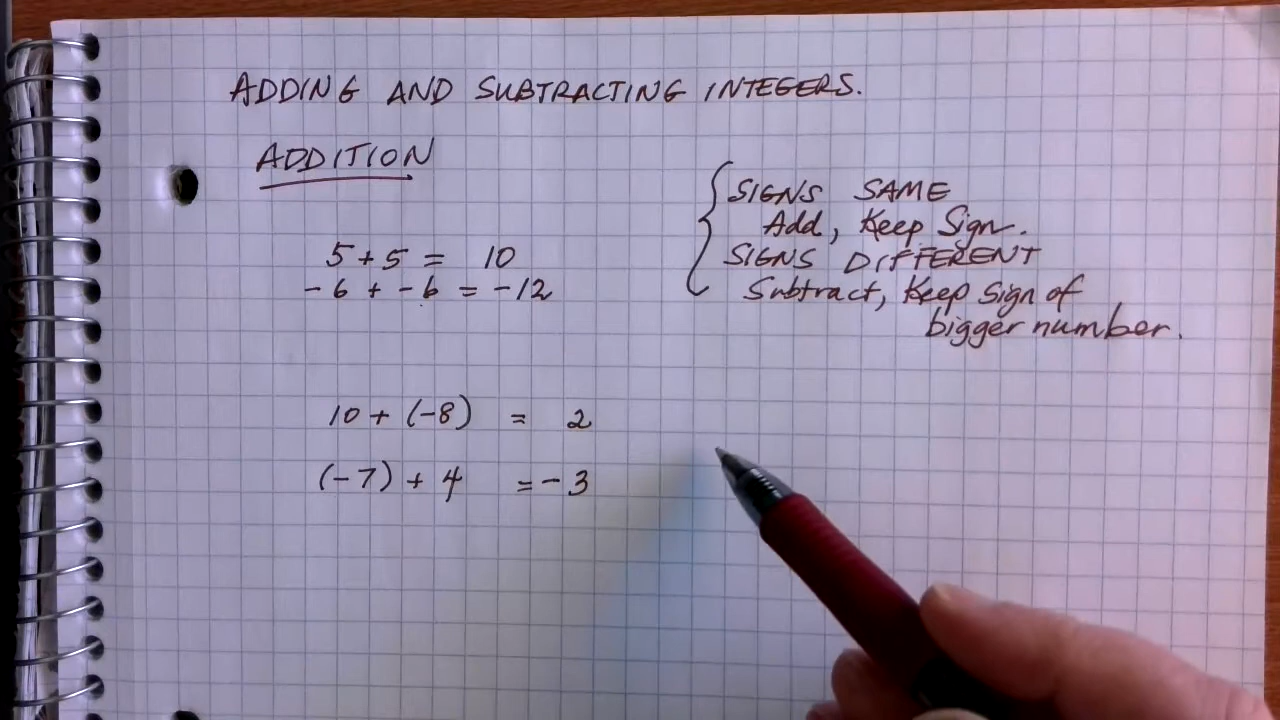 ADDING AND SUBTRACTING INTEGERS.
ADDITION
5 + 5 = 10
- 6 + - 6 = - 12
10 + (-8) = 2
(-7) + 4 = - 3
SIGNS SAME
Add, Keep Sign.
SIGNS DIFFERENT
Subtract, Keep Sign of
bigger number.